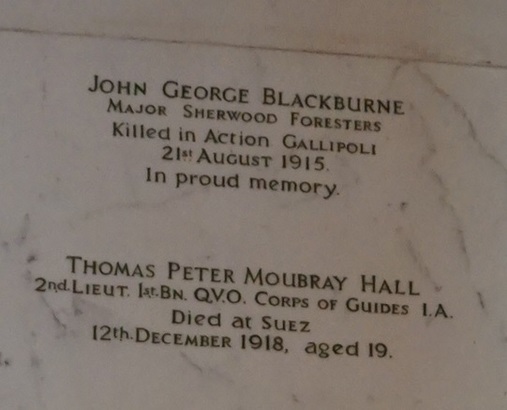 JOHN GEORGE BLACKBURNE
MAJOR SHERWOOD FORESTERS
Killed in Action GALLIPOLI
21st AUGUST 1915.
In proud memory.
THOMAS PETER MOUBRAY HALL
2nd.LIEUT. 1st.BN. Q.V.O. CORPS OF GUIDES I.A.
Died at SUEZ
12th.DECEMBER 1918, aged 19.